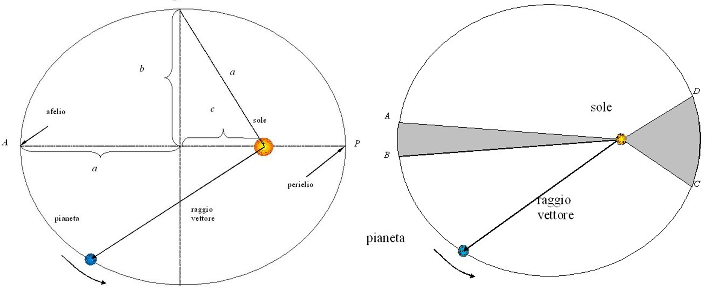 b
a
c
sole
afelio
A
P
a
perielio
pianeta
raggio
vettore
D
sole
A
B
C
raggio
vettore
pianeta